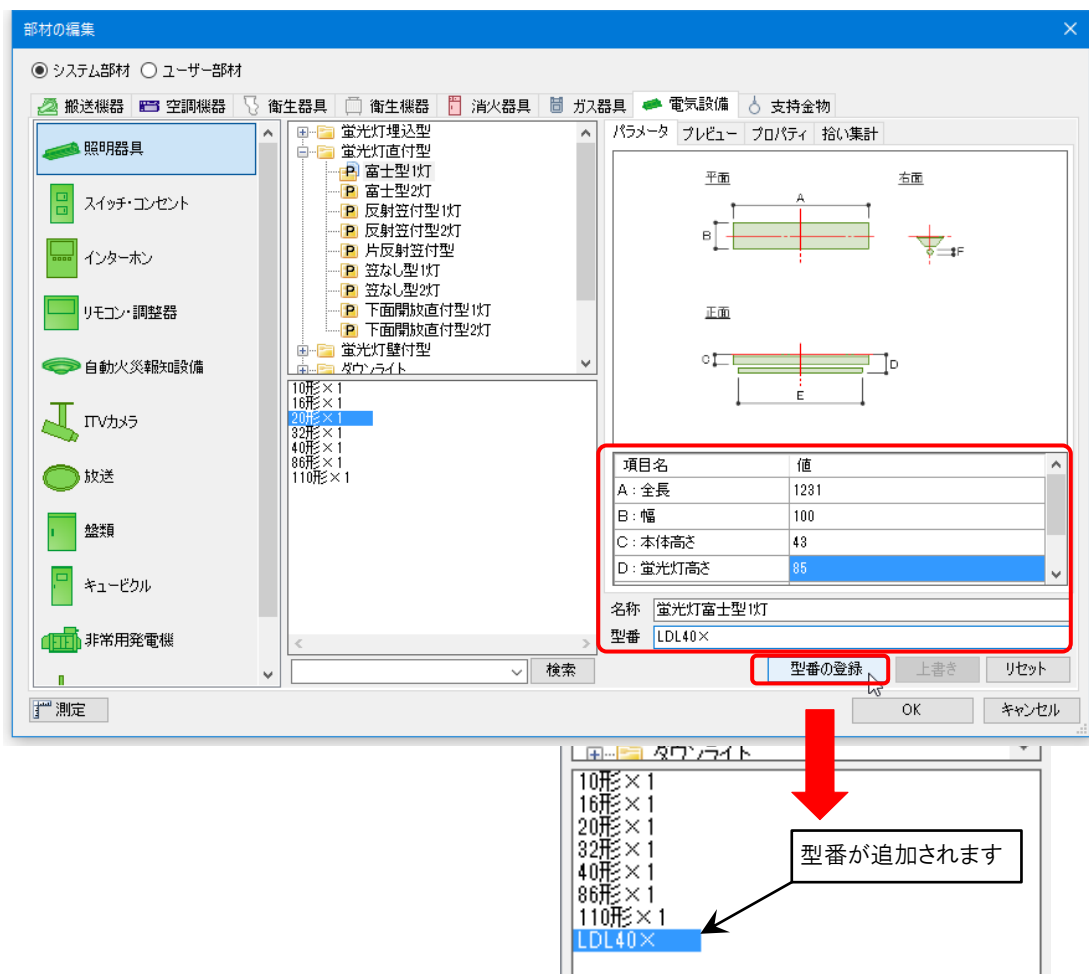 部材の編集
システム部材 ユーザー部材
搬送機器 空調機器 衛生器具 衛生機器 消火器具 ガス器具 電気設備 支持金物
照明器具
スイッチ・コンセント
インターホン
リモコン・調整器
自動火災報知設備
ITVカメラ
放送
盤類
キュービクル
非常用発電機
蛍光灯埋込型
蛍光灯直付型
富士型1灯
富士型2灯
反射笠付型1灯
反射笠付型2灯
片反射笠付型
笠なし型1灯
笠なし型2灯
下面開放直付型1灯
下面開放直付型2灯
蛍光灯壁付型
ダウンライト
10形×1
16形×1
20形×1
32形×1
40形×1
86形×1
110形×1
検索
パラメータ プレビュー プロパティ 拾い集計
平面 右面
A
B
F
正面
C
D
E
項目名 値
A:全長 1231
B:幅 100
C:本体高さ 43
D:蛍光灯高さ 85
名称 蛍光灯富士型1灯
型番 LDL40×
型番の登録 上書き リセット
測定 OK キャンセル
ダウンライト
10形×1
16形×1
20形×1
32形×1
40形×1
86形×1
110形×1
LDL40×
型番が追加されます